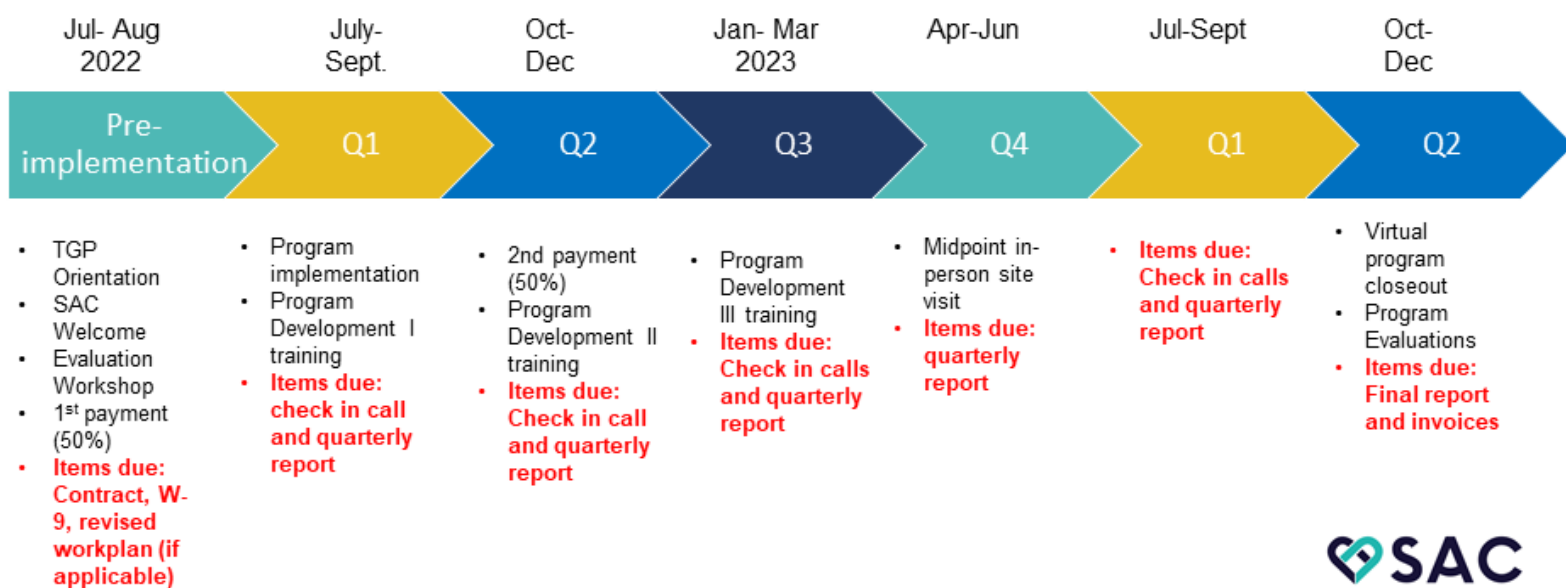 Jul- Aug
2022
July-
Sept.
Oct-
Dec
Jan- Mar
2023
Apr-Jun
Jul-Sept
Oct-
Dec
Pre-
implementation
Q1
Q2
Q3
Q4
Q1
Q2
• TGP
Orientation
• SAC
Welcome
• Evaluation
Workshop
• 1st payment
(50%)
• Items due:
Contract, W-
9, revised
workplan (if
applicable)
• Program
implementation
• Program
Development I
training
• Items due:
check in call
and quarterly
report
• 2nd payment
(50%)
• Program
Development II
training
• Items due:
Check in call
and quarterly
report
• Program
Development
III training
• Items due:
Check in calls
and quarterly
report
• Midpoint in-
person site
visit
• Items due:
quarterly
report
• Items due:
Check in calls
and quarterly
report
• Virtual
program
closeout
• Program
Evaluations
• Items due:
Final report
and invoices
SAC